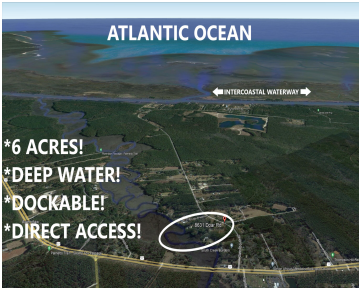 ATLANTIC OCEAN
INTERCOASTAL WATERWAY
*6 ACRES!
*DEEP WATER!
*DOCKABLE!
*DIRECT ACCESS!